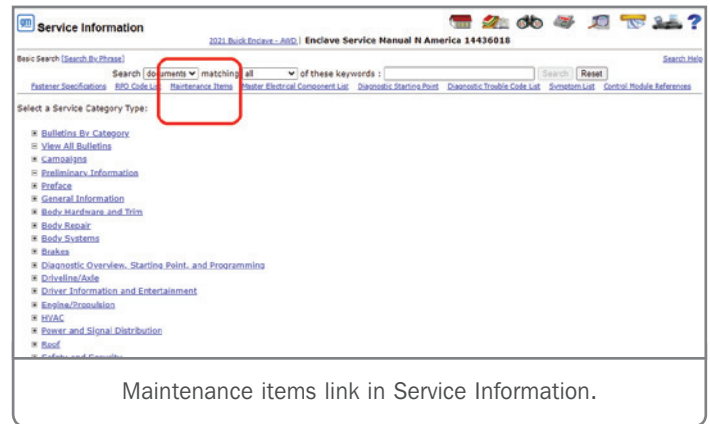 GM Service Information
2021 Buick Enclave - AWD | Enclave Service Manual N America 14436018
Basic Search [Search By Phrase] Search Help
Search documents matching all of these keywords : Search Reset
Fastener Specifications RPO Code List Maintenance Items Master Electrical Component List Diagnostic Starting Point Diagnostic Trouble Code List Symptom List Control Module References
Select a Service Category Type:
Bulletins By Category
View All Bulletins
Campaigns
Preliminary Information
Preface
General Information
Body Hardware and Trim
Body Repair
Body Systems
Brakes
Diagnostic Overview, Starting Point, and Programming
Driveline/Axle
Driver Information and Entertainment
Engine/Propulsion
HVAC
Power and Signal Distribution
Roof
Safety and Security
Maintenance items link in Service Information.